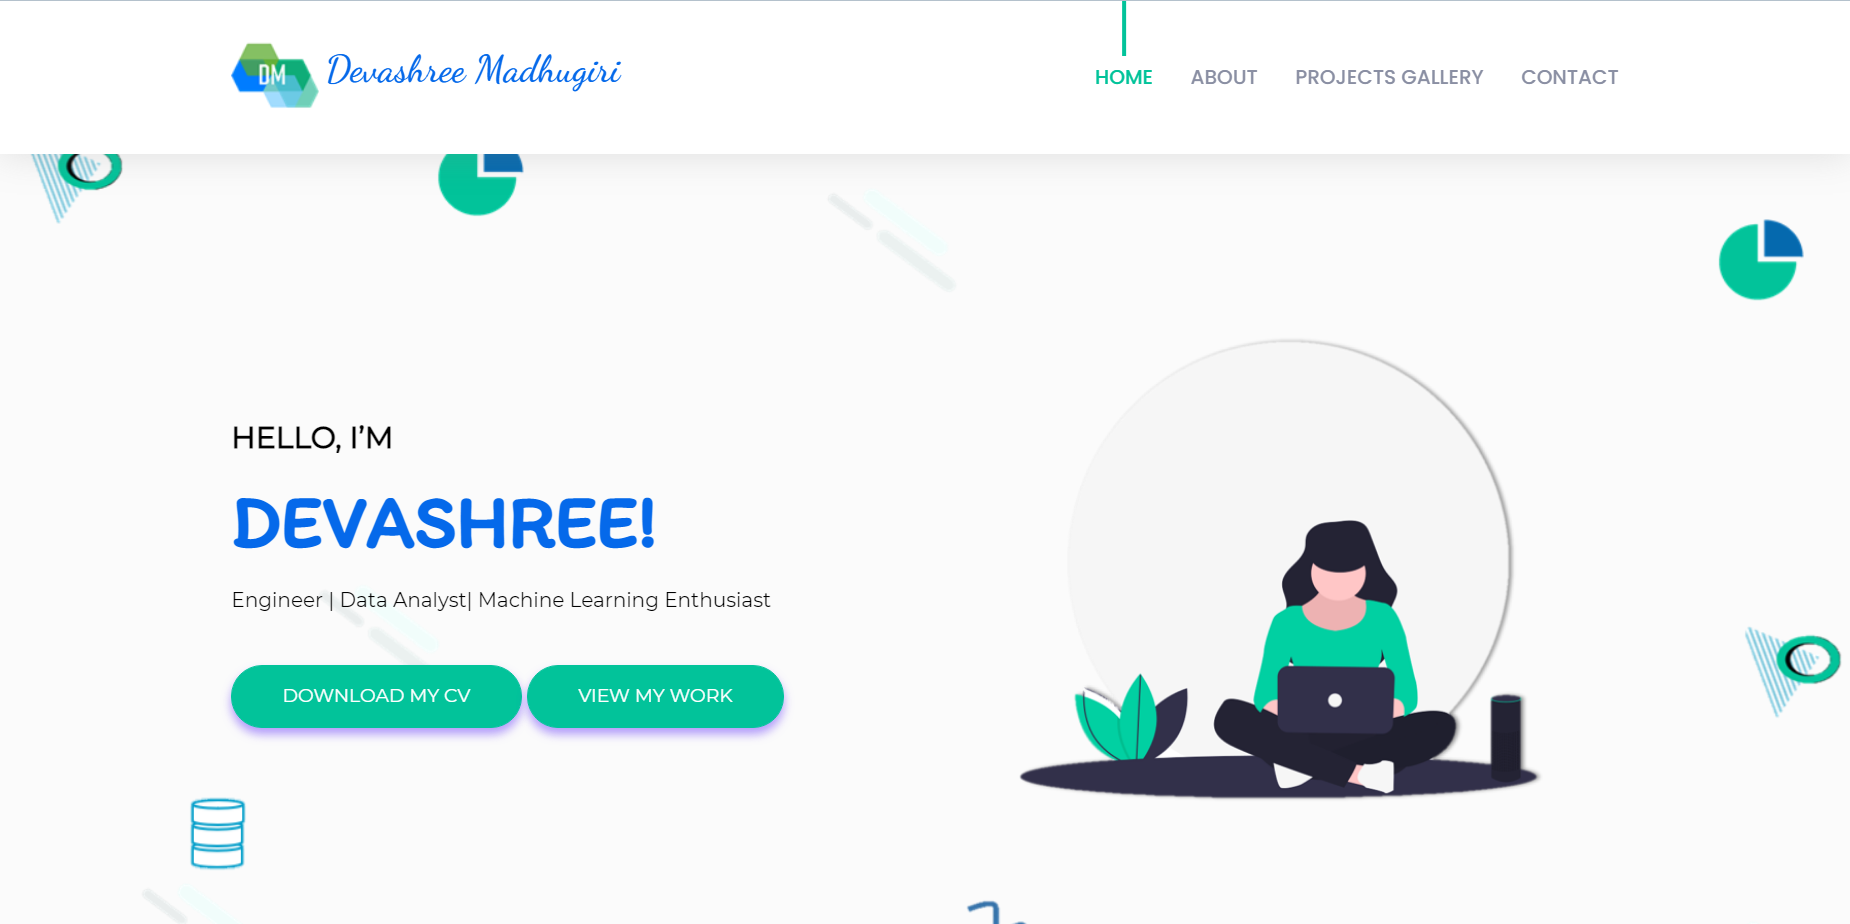 DM
Devashree Madhugiri
HOME ABOUT PROJECTS GALLERY CONTACT
HELLO, I’M
DEVASHREE!
Engineer | Data Analyst| Machine Learning Enthusiast
DOWNLOAD MY CV VIEW MY WORK